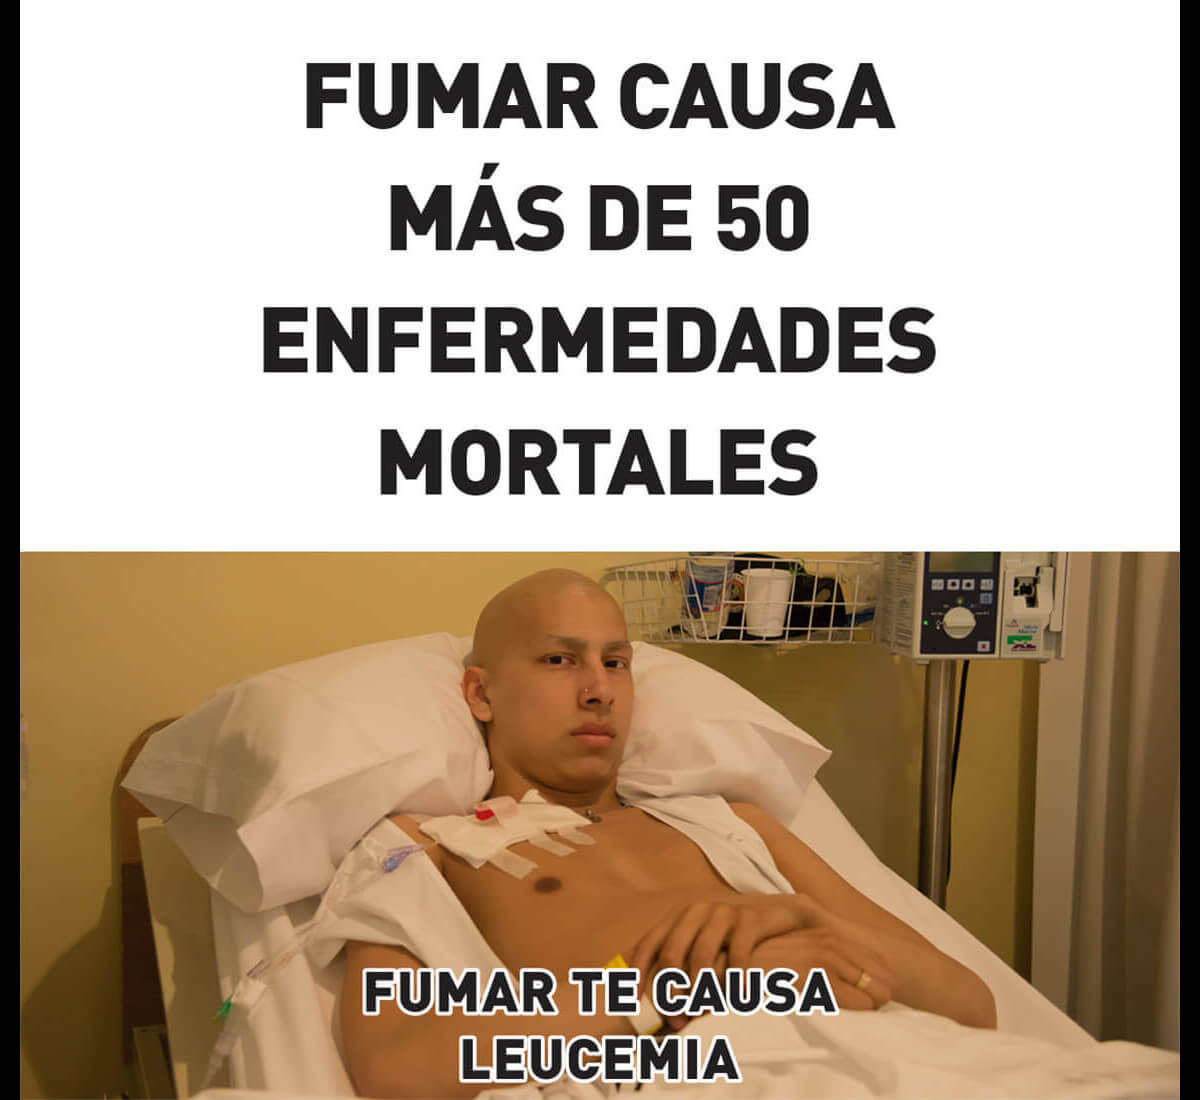 FUMAR CAUSA
MÁS DE 50
ENFERMEDADES
MORTALES
FUMAR TE CAUSA
LEUCEMIA